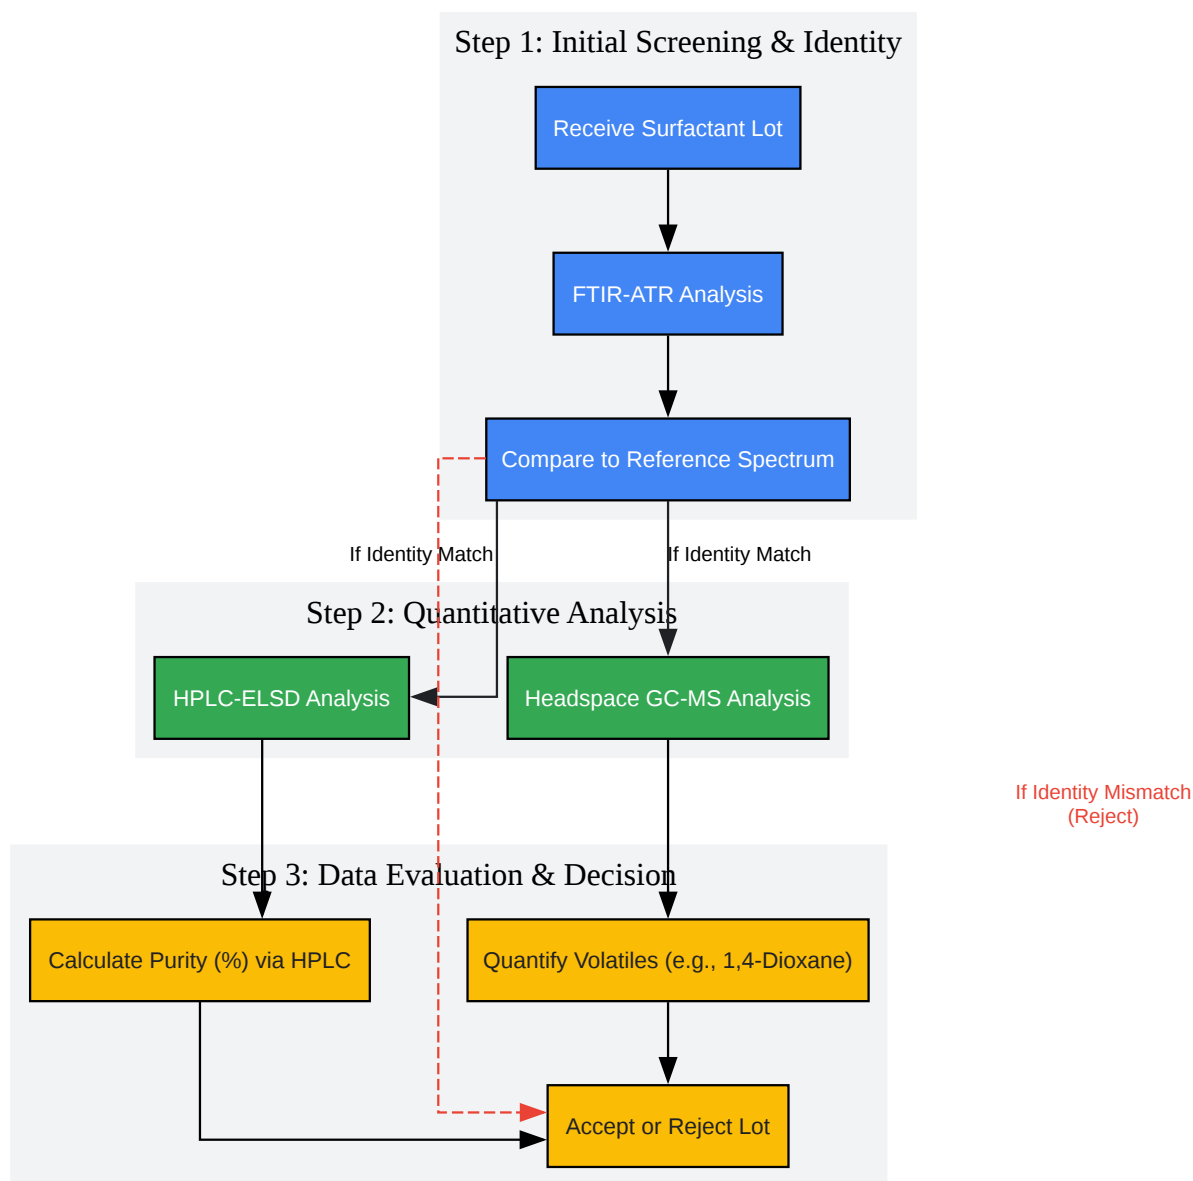 Step 1: Initial Screening & Identity
Receive Surfactant Lot
FTIR-ATR Analysis
Compare to Reference Spectrum
If Identity Match
If Identity Match
Step 2: Quantitative Analysis
HPLC-ELSD Analysis
Headspace GC-MS Analysis
If Identity Mismatch
(Reject)
Step 3: Data Evaluation & Decision
Calculate Purity (%) via HPLC
Quantify Volatiles (e.g., 1,4-Dioxane)
Accept or Reject Lot